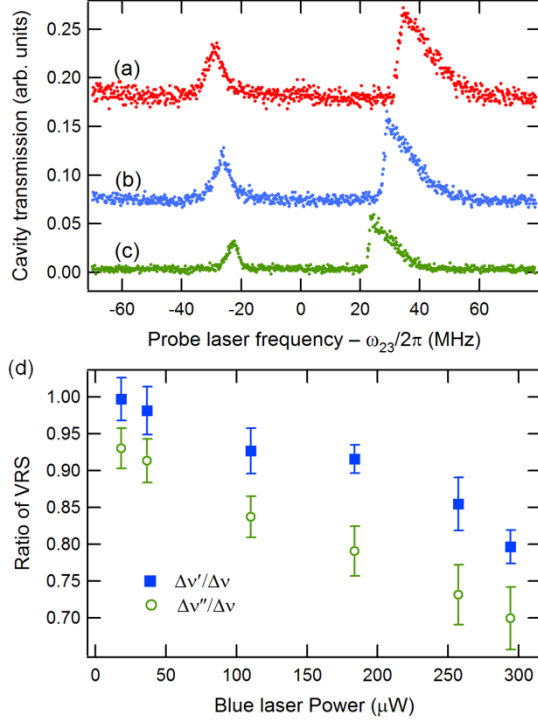 Cavity transmission (arb. units)
0.25
0.20
0.15
0.10
0.05
0.00
(a)
(b)
(c)
-60 -40 -20 0 20 40 60
Probe laser frequency – ω23/2π (MHz)
(d)
Ratio of VRS
1.00
0.95
0.90
0.85
0.80
0.75
0.70
Δν'/Δν
Δν''/Δν
0 50 100 150 200 250 300
Blue laser Power (μW)